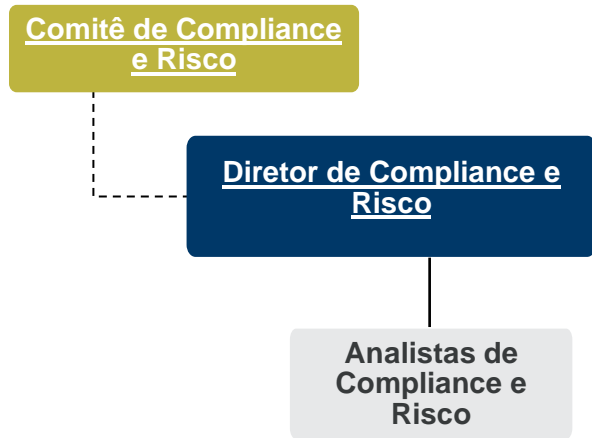 Comitê de Compliance
e Risco
Diretor de Compliance e
Risco
Analistas de
Compliance e
Risco